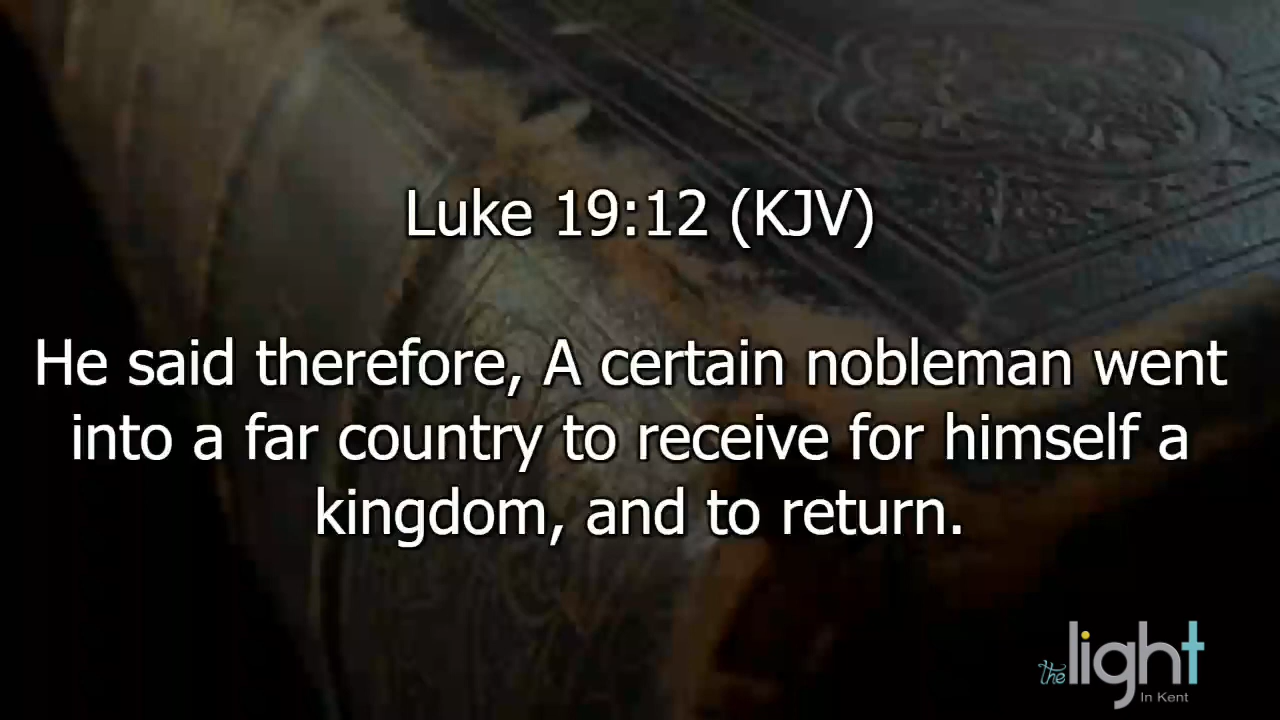 Luke 19:12 (KJV)
He said therefore, A certain nobleman went
into a far country to receive for himself a
kingdom, and to return.
the light
In Kent